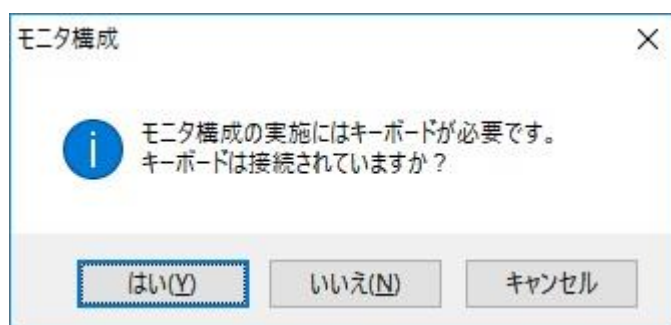 モニタ構成
モニタ構成の実施にはキーボードが必要です。
キーボードは接続されていますか？
はい(Y)
いいえ(N)
キャンセル